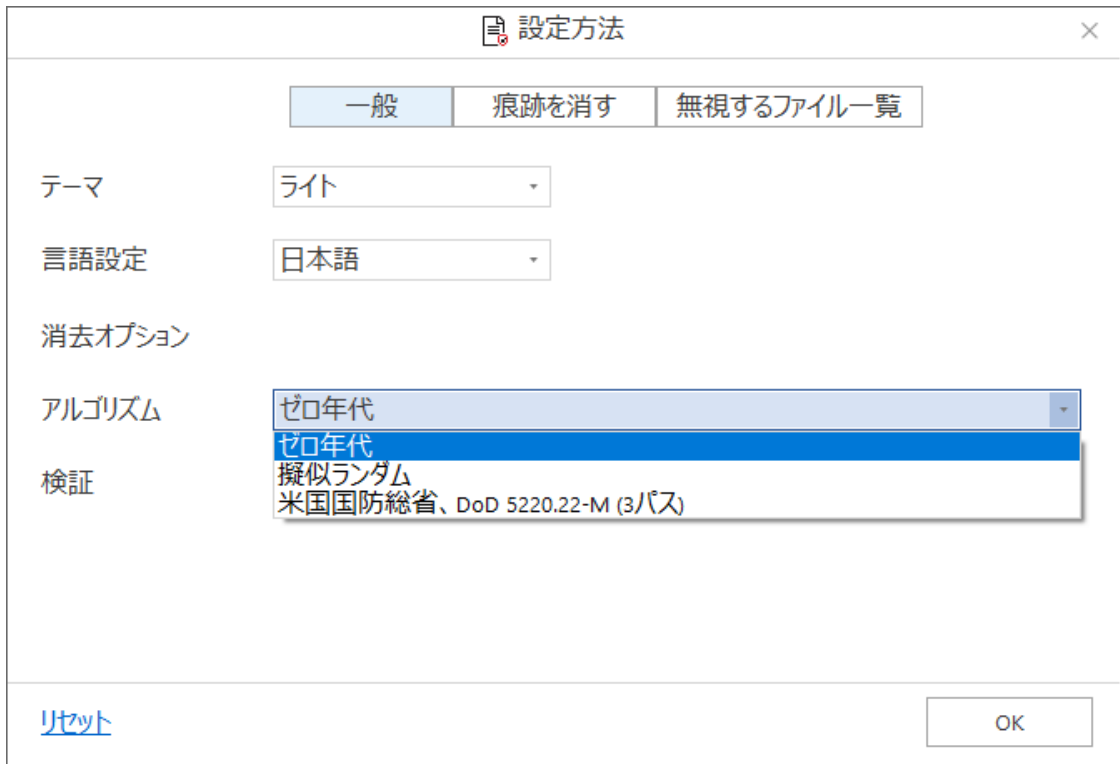 設定方法
一般 痕跡を消す 無視するファイル一覧
テーマ ライト
言語設定 日本語
消去オプション
アルゴリズム ゼロ年代
ゼロ年代
擬似ランダム
検証
米国国防総省、DoD 5220.22-M (3パス)
リセット OK